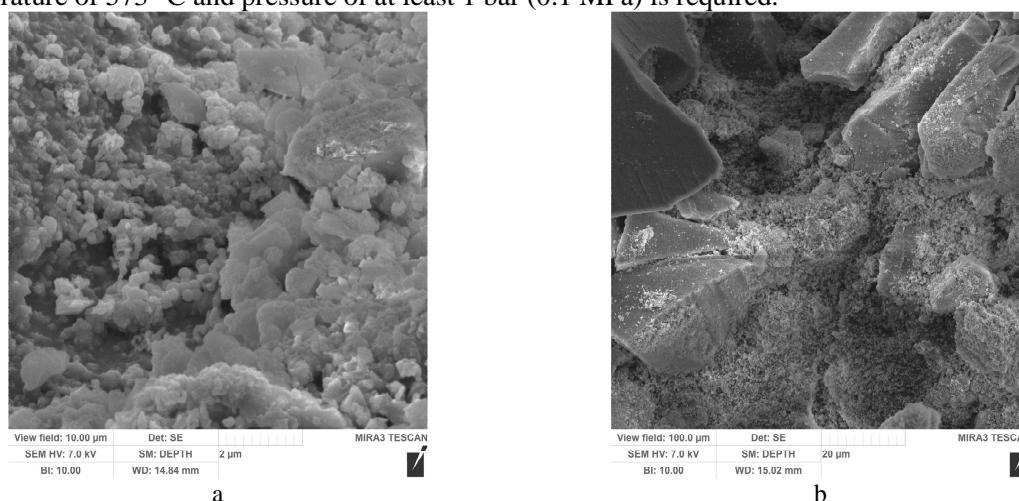 rature of 573 °C and pressure of at least 1 bar (0.1 MPa) is required.
View field: 10.00 µm Det: SE MIRA3 TESCAN
SEM HV: 7.0 kV SM: DEPTH 2 µm
BI: 10.00 WD: 14.84 mm
a
View field: 100.0 µm Det: SE MIRA3 TESCA
SEM HV: 7.0 kV SM: DEPTH 20 µm
BI: 10.00 WD: 15.02 mm
b